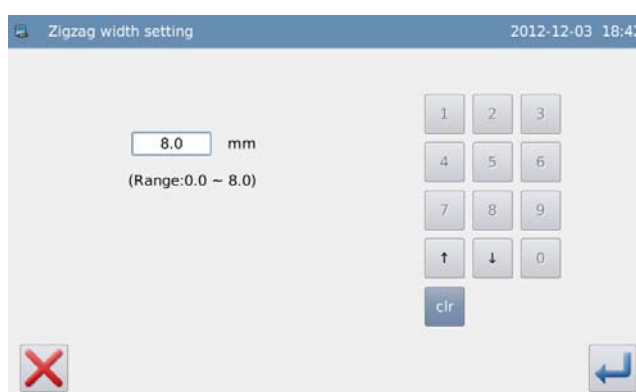 Zigzag width setting 2012-12-03 18:42
8.0 mm
(Range:0.0 ~ 8.0)
1 2 3
4 5 6
7 8 9
↑ ↓ 0
clr